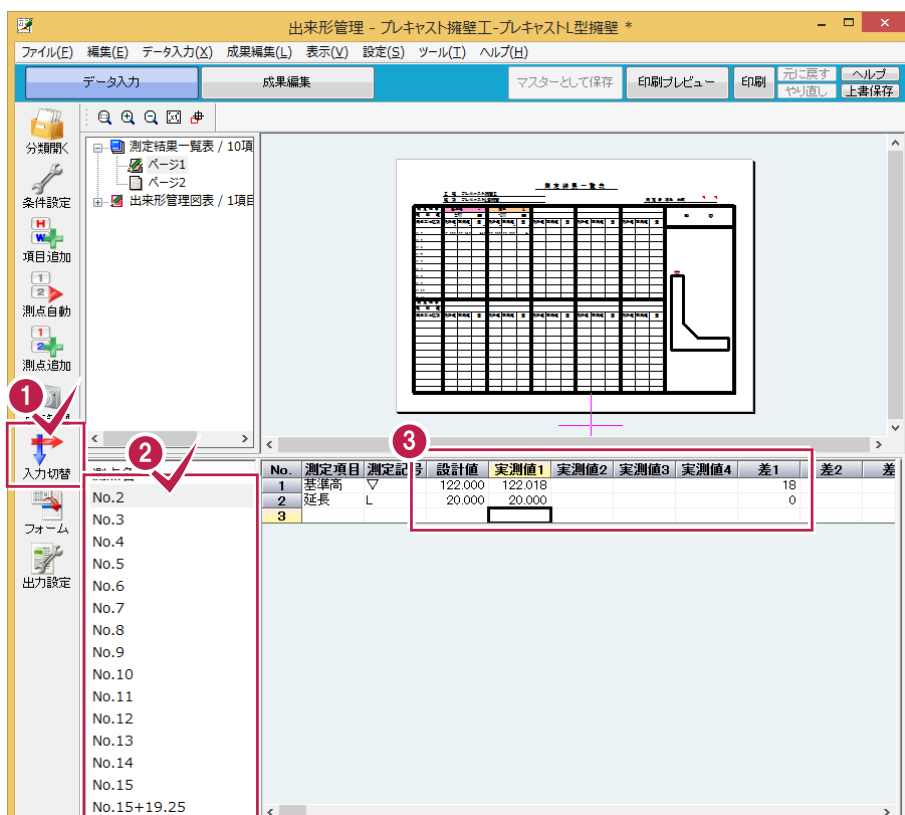 出来形管理 - プレキャスト擁壁工-プレキャストL型擁壁 *
ファイル(F) 編集(E) データ入力(X) 成果編集(L) 表示(V) 設定(S) ツール(T) ヘルプ(H)
データ入力 成果編集 マスターとして保存 印刷プレビュー 印刷 元に戻す やり直し ヘルプ 上書保存
分類開く
条件設定
項目追加
測点自動
測点追加
入力切替
フォーム
出力設定
測定結果一覧表 / 10項
ページ1
ページ2
出来形管理図表 / 1項目
測定結果一覧表
1
2
3
No. 測定項目 測定記号 設計値 実測値1 実測値2 実測値3 実測値4 差1 差2 差
1 基準高 ▽ 122.000 122.018 18
2 延長 L 20.000 20.000 0
3
No.2
No.3
No.4
No.5
No.6
No.7
No.8
No.9
No.10
No.11
No.12
No.13
No.14
No.15
No.15+19.25